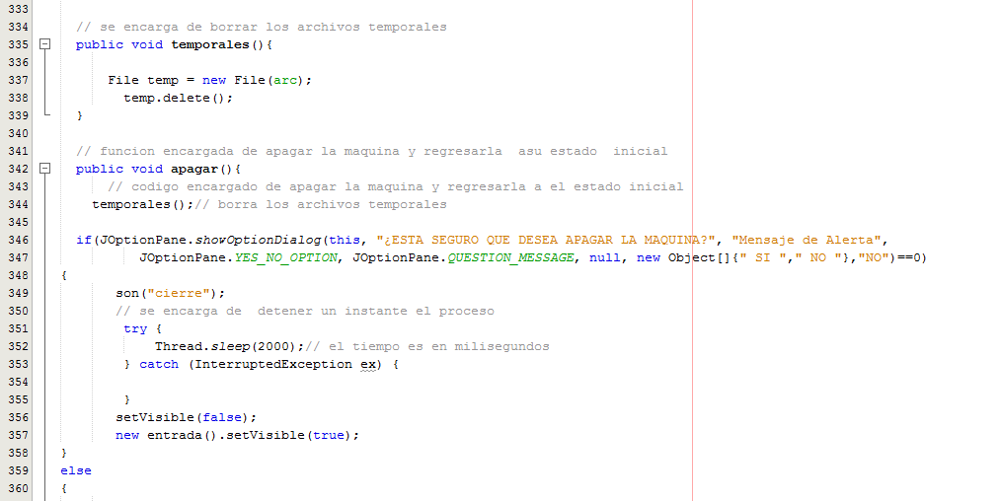 333
334 // se encarga de borrar los archivos temporales
335 public void temporales(){
336
337 File temp = new File(arc);
338 temp.delete();
339 }
340
341 // funcion encargada de apagar la maquina y regresarla  asu estado  inicial
342 public void apagar(){
343 // codigo encargado de apagar la maquina y regresarla a el estado inicial
344 temporales();// borra los archivos temporales
345
346 if(JOptionPane.showOptionDialog(this, "¿ESTA SEGURO QUE DESEA APAGAR LA MAQUINA?", "Mensaje de Alerta",
347 JOptionPane.YES_NO_OPTION, JOptionPane.QUESTION_MESSAGE, null, new Object[]{" SI "," NO "},"NO")==0)
348 {
349 son("cierre");
350 // se encarga de  detener un instante el proceso
351 try {
352 Thread.sleep(2000);// el tiempo es en milisegundos
353 } catch (InterruptedException ex) {
354
355 }
356 setVisible(false);
357 new entrada().setVisible(true);
358 }
359 else
360 {